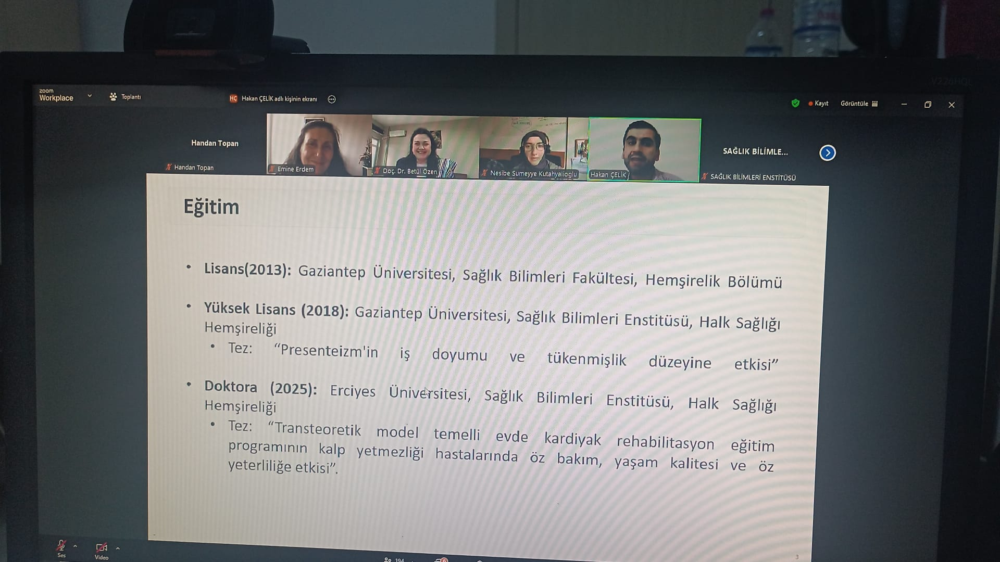 V226HQL
zoom
Workplace
Toplantı
HÇ Hakan ÇELİK adlı kişinin ekranı
Kayıt
Görüntüle
Handan Topan
Handan Topan
Emine Erdem
Doç. Dr. Betül Özen
Nesibe Sumeyye Kutahyalioglu
Hakan ÇELİK
SAĞLIK BİLİMLE...
SAĞLIK BİLİMLERİ ENSTİTÜSÜ
Eğitim
• Lisans(2013): Gaziantep Üniversitesi, Sağlık Bilimleri Fakültesi, Hemşirelik Bölümü
• Yüksek Lisans (2018): Gaziantep Üniversitesi, Sağlık Bilimleri Enstitüsü, Halk Sağlığı
Hemşireliği
• Tez: “Presenteizm'in iş doyumu ve tükenmişlik düzeyine etkisi”
• Doktora (2025): Erciyes Üniversitesi, Sağlık Bilimleri Enstitüsü, Halk Sağlığı
Hemşireliği
• Tez: “Transteoretik model temelli evde kardiyak rehabilitasyon eğitim
programının kalp yetmezliği hastalarında öz bakım, yaşam kalitesi ve öz
yeterliliğe etkisi”.
3
Ses
Video
194